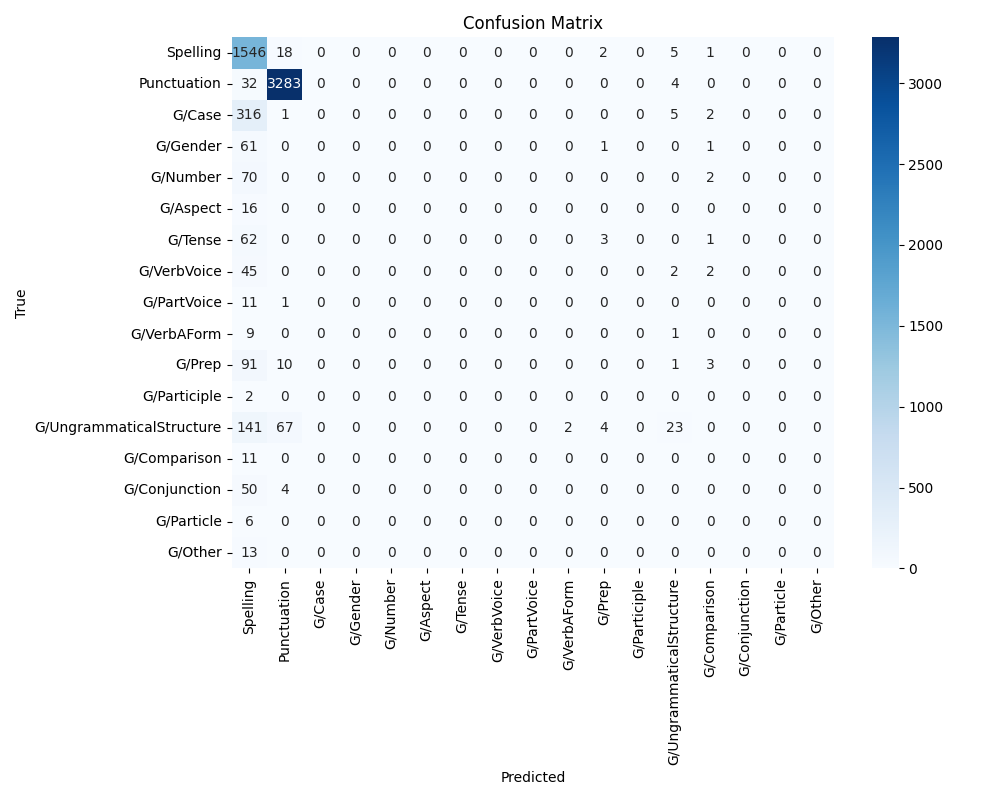 Confusion Matrix
Spelling 1546 18 0 0 0 0 0 0 0 0 2 0 5 1 0 0 0
Punctuation 32 3283 0 0 0 0 0 0 0 0 0 0 4 0 0 0 0
G/Case 316 1 0 0 0 0 0 0 0 0 0 0 5 2 0 0 0
G/Gender 61 0 0 0 0 0 0 0 0 0 1 0 0 1 0 0 0
G/Number 70 0 0 0 0 0 0 0 0 0 0 0 0 2 0 0 0
G/Aspect 16 0 0 0 0 0 0 0 0 0 0 0 0 0 0 0 0
G/Tense 62 0 0 0 0 0 0 0 0 0 3 0 0 1 0 0 0
G/VerbVoice 45 0 0 0 0 0 0 0 0 0 0 0 2 2 0 0 0
G/PartVoice 11 1 0 0 0 0 0 0 0 0 0 0 0 0 0 0 0
G/VerbAForm 9 0 0 0 0 0 0 0 0 0 0 0 1 0 0 0 0
G/Prep 91 10 0 0 0 0 0 0 0 0 0 0 1 3 0 0 0
G/Participle 2 0 0 0 0 0 0 0 0 0 0 0 0 0 0 0 0
G/UngrammaticalStructure 141 67 0 0 0 0 0 0 0 2 4 0 23 0 0 0 0
G/Comparison 11 0 0 0 0 0 0 0 0 0 0 0 0 0 0 0 0
G/Conjunction 50 4 0 0 0 0 0 0 0 0 0 0 0 0 0 0 0
G/Particle 6 0 0 0 0 0 0 0 0 0 0 0 0 0 0 0 0
G/Other 13 0 0 0 0 0 0 0 0 0 0 0 0 0 0 0 0
True
Spelling
Punctuation
G/Case
G/Gender
G/Number
G/Aspect
G/Tense
G/VerbVoice
G/PartVoice
G/VerbAForm
G/Prep
G/Participle
G/UngrammaticalStructure
G/Comparison
G/Conjunction
G/Particle
G/Other
Predicted
3000
2500
2000
1500
1000
500
0